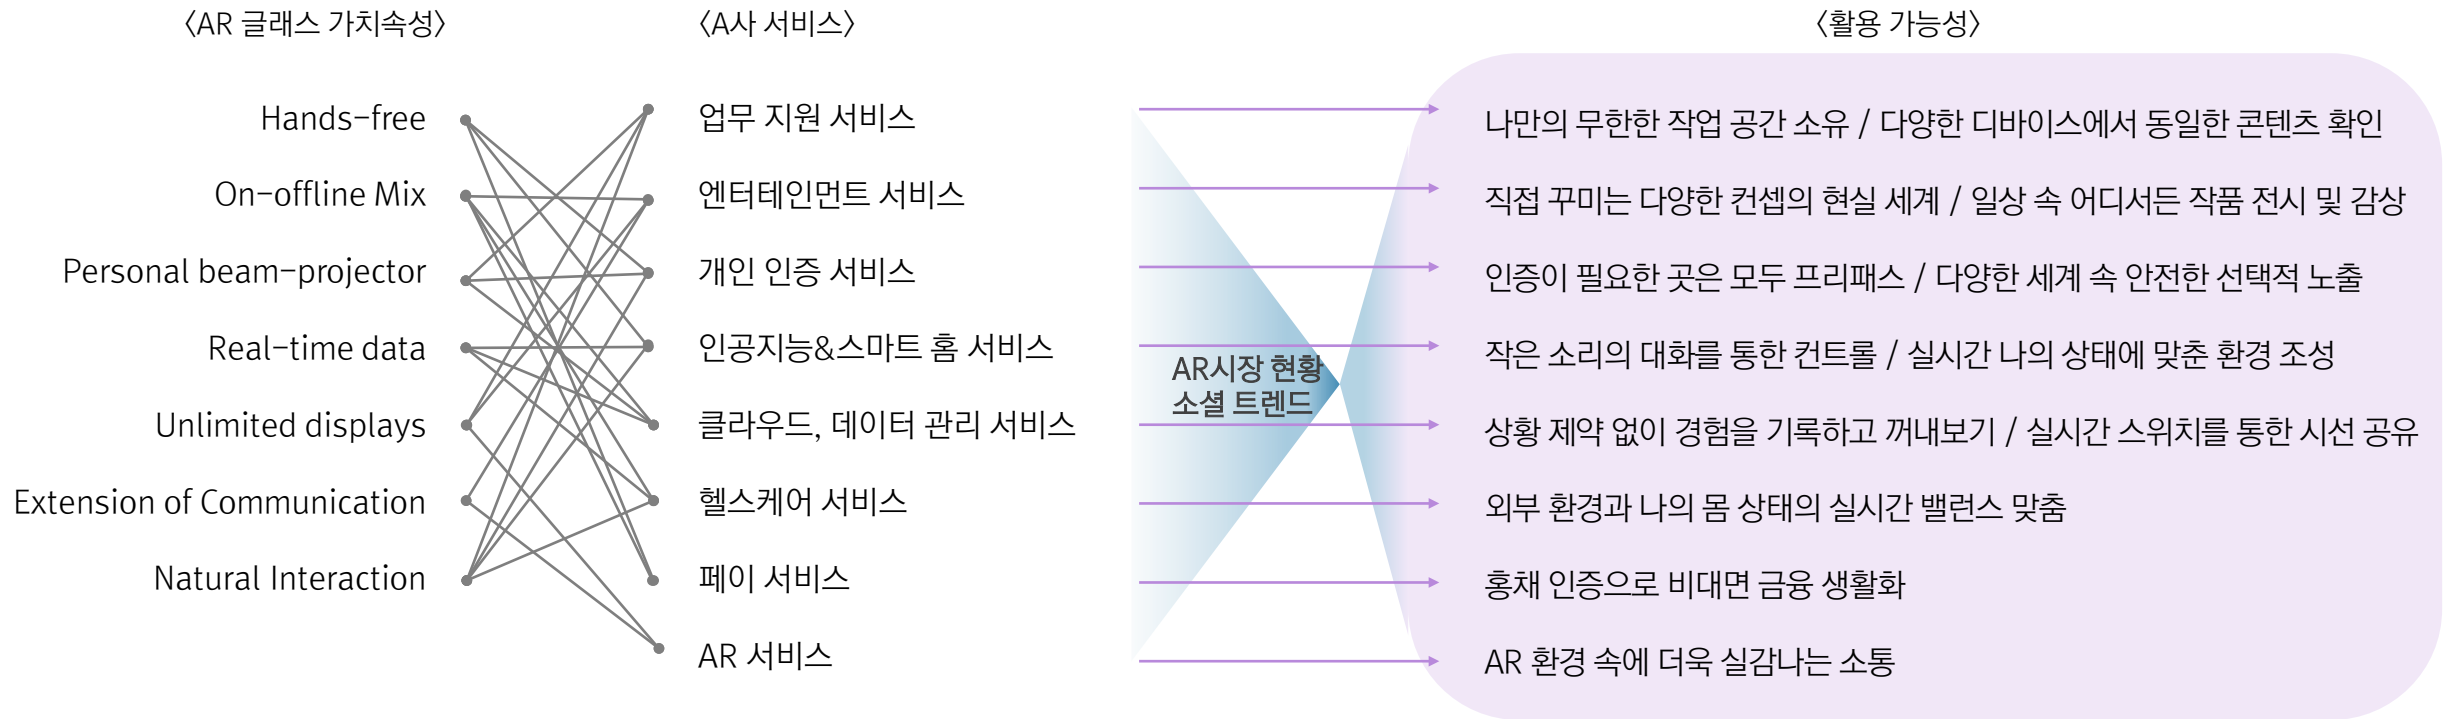 〈AR 글래스 가치속성〉
Hands-free
On-offline Mix
Personal beam-projector
Real-time data
Unlimited displays
Extension of Communication
Natural Interaction
〈A사 서비스〉
업무 지원 서비스
엔터테인먼트 서비스
개인 인증 서비스
인공지능&스마트 홈 서비스
클라우드, 데이터 관리 서비스
헬스케어 서비스
페이 서비스
AR 서비스
AR시장 현황
소셜 트렌드
〈활용 가능성〉
나만의 무한한 작업 공간 소유 / 다양한 디바이스에서 동일한 콘텐츠 확인
직접 꾸미는 다양한 컨셉의 현실 세계 / 일상 속 어디서든 작품 전시 및 감상
인증이 필요한 곳은 모두 프리패스 / 다양한 세계 속 안전한 선택적 노출
작은 소리의 대화를 통한 컨트롤 / 실시간 나의 상태에 맞춘 환경 조성
상황 제약 없이 경험을 기록하고 꺼내보기 / 실시간 스위치를 통한 시선 공유
외부 환경과 나의 몸 상태의 실시간 밸런스 맞춤
홍채 인증으로 비대면 금융 생활화
AR 환경 속에 더욱 실감나는 소통